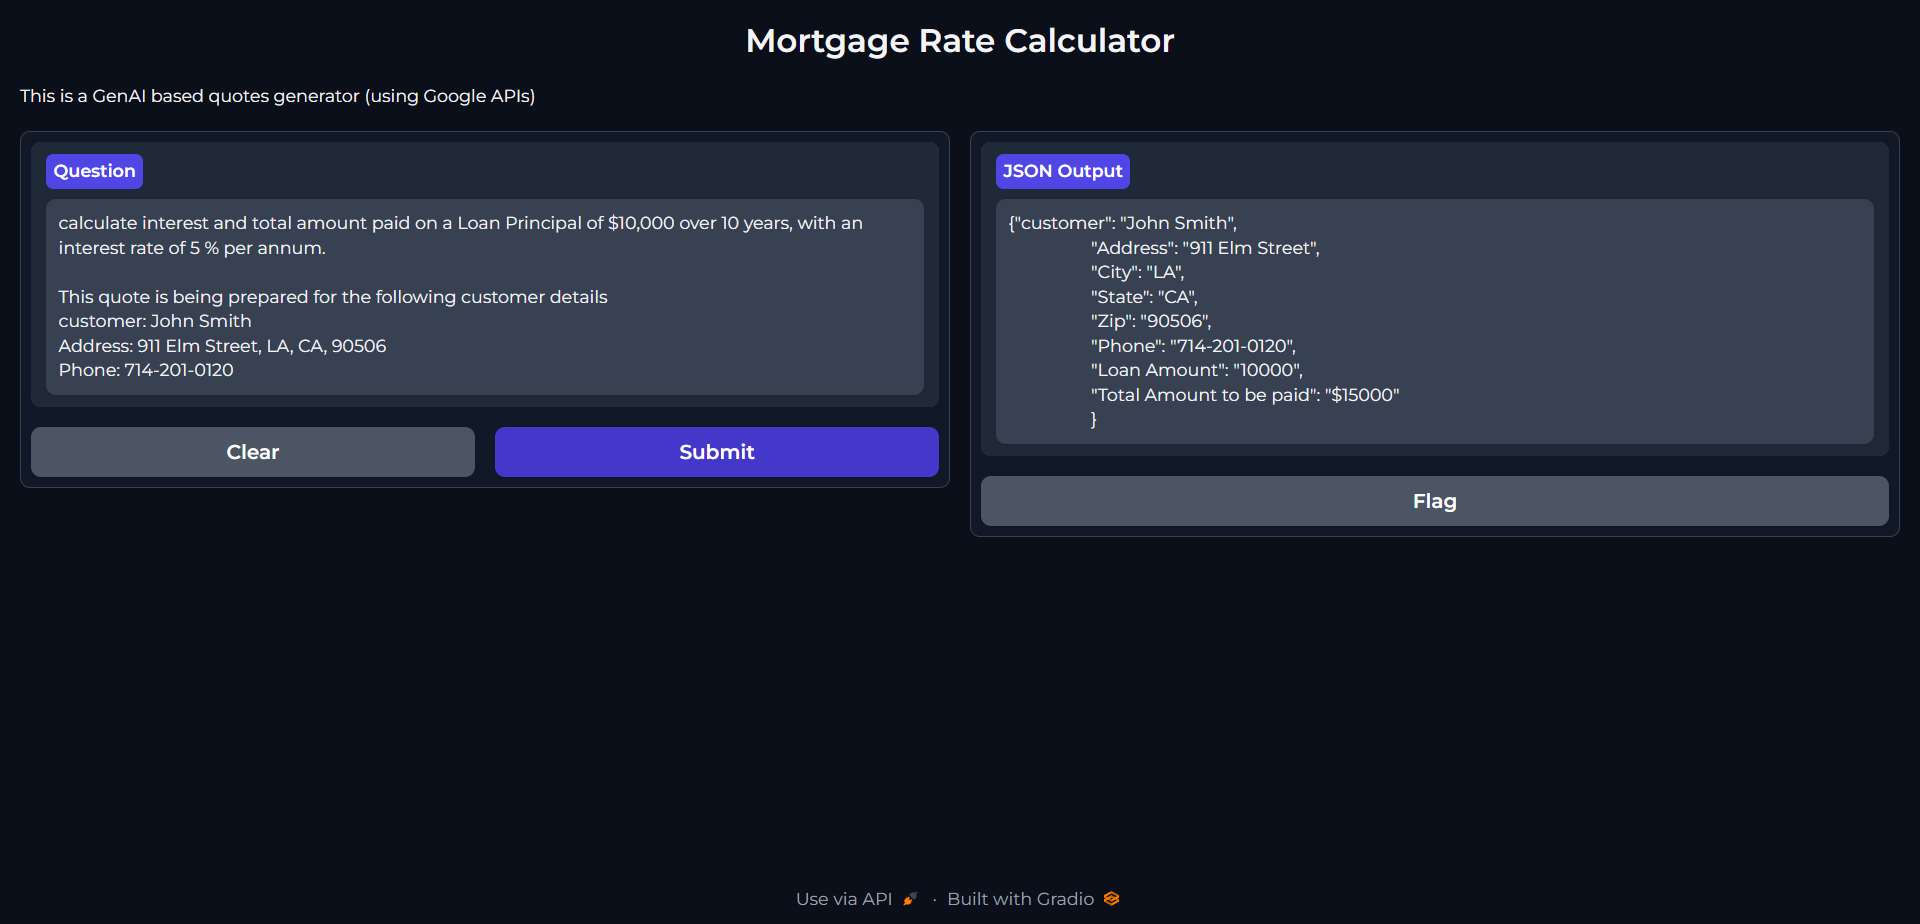 Mortgage Rate Calculator
This is a GenAI based quotes generator (using Google APIs)
Question
calculate interest and total amount paid on a Loan Principal of $10,000 over 10 years, with an
interest rate of 5 % per annum.
This quote is being prepared for the following customer details
customer: John Smith
Address: 911 Elm Street, LA, CA, 90506
Phone: 714-201-0120
Clear
Submit
JSON Output
{"customer": "John Smith",
"Address": "911 Elm Street",
"City": "LA",
"State": "CA",
"Zip": "90506",
"Phone": "714-201-0120",
"Loan Amount": "10000",
"Total Amount to be paid": "$15000"
}
Flag
Use via API · Built with Gradio